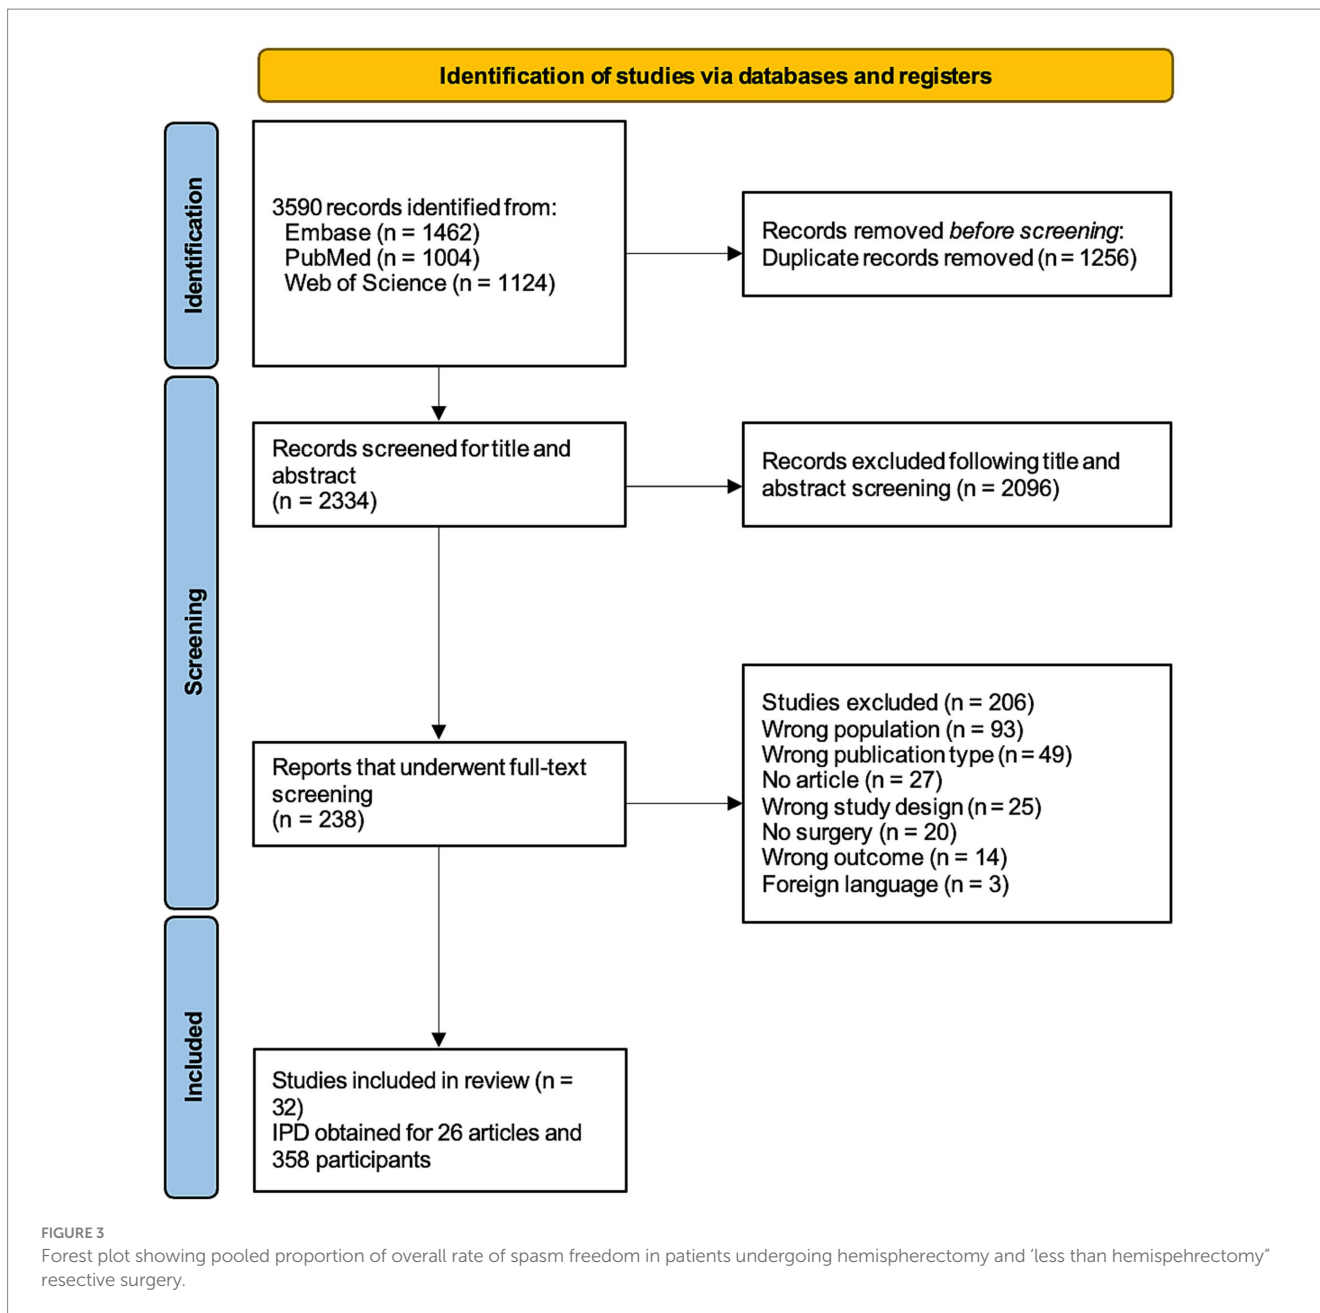 Identification of studies via databases and registers
Identification
3590 records identified from:
Embase (n = 1462)
PubMed (n = 1004)
Web of Science (n = 1124)
Records removed before screening:
Duplicate records removed (n = 1256)
Screening
Records screened for title and
abstract
(n = 2334)
Records excluded following title and
abstract screening (n = 2096)
Reports that underwent full-text
screening
(n = 238)
Studies excluded (n = 206)
Wrong population (n = 93)
Wrong publication type (n = 49)
No article (n = 27)
Wrong study design (n = 25)
No surgery (n = 20)
Wrong outcome (n = 14)
Foreign language (n = 3)
Included
Studies included in review (n =
32)
IPD obtained for 26 articles and
358 participants
FIGURE 3
Forest plot showing pooled proportion of overall rate of spasm freedom in patients undergoing hemispherectomy and ‘less than hemispehrectomy”
resective surgery.